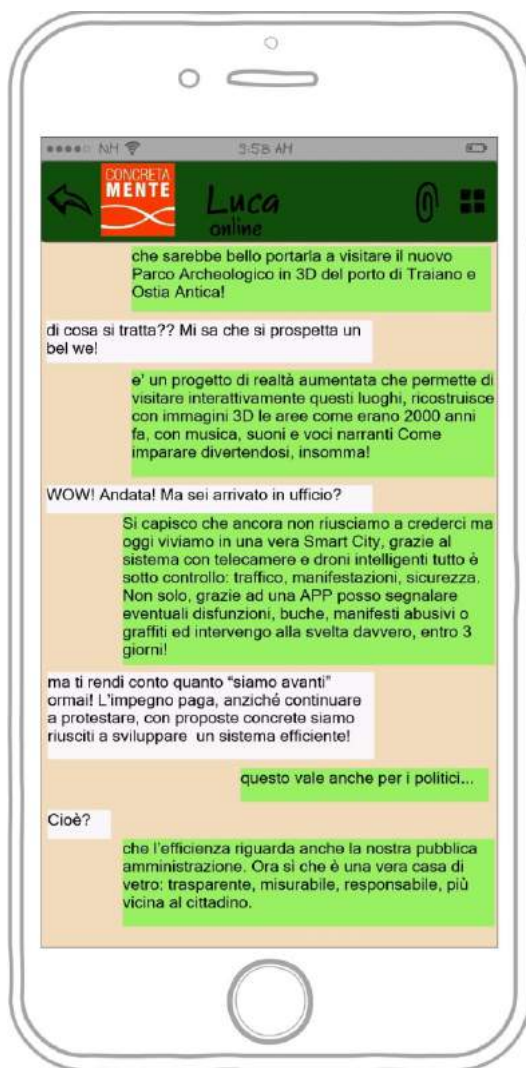 NH
3:58 AM
CONCRETA
MENTE
Luca
online
che sarebbe bello portarla a visitare il nuovo
Parco Archeologico in 3D del porto di Traiano e
Ostia Antica!
di cosa si tratta?? Mi sa che si prospetta un
bel we!
e' un progetto di realtà aumentata che permette di
visitare interattivamente questi luoghi, ricostruisce
con immagini 3D le aree come erano 2000 anni
fa, con musica, suoni e voci narranti Come
imparare divertendosi, insomma!
WOW! Andata! Ma sei arrivato in ufficio?
Si capisco che ancora non riusciamo a crederci ma
oggi viviamo in una vera Smart City, grazie al
sistema con telecamere e droni intelligenti tutto è
sotto controllo: traffico, manifestazioni, sicurezza.
Non solo, grazie ad una APP posso segnalare
eventuali disfunzioni, buche, manifesti abusivi o
graffiti ed intervengo alla svelta davvero, entro 3
giorni!
ma ti rendi conto quanto “siamo avanti”
ormai! L'impegno paga, anziché continuare
a protestare, con proposte concrete siamo
riusciti a sviluppare un sistema efficiente!
questo vale anche per i politici...
Cioè?
che l'efficienza riguarda anche la nostra pubblica
amministrazione. Ora sì che è una vera casa di
vetro: trasparente, misurabile, responsabile, più
vicina al cittadino.